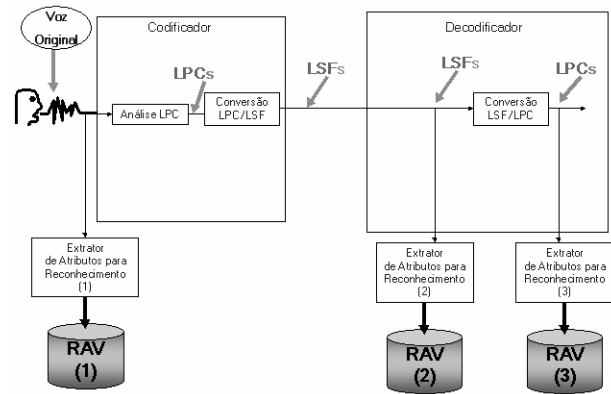 Voz
Original
Codificador
Decodificador
LPCs
LSFs
LSFs
LPCs
Análise LPC
Conversão
LPC/LSF
Conversão
LSF/LPC
Extrator
de Atributos para
Reconhecimento
(1)
Extrator
de Atributos para
Reconhecimento
(2)
Extrator
de Atributos para
Reconhecimento
(3)
RAV
(1)
RAV
(2)
RAV
(3)